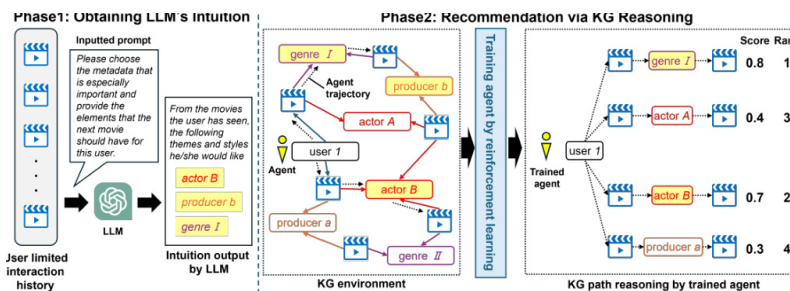 Phase1: Obtaining LLM's Intuition
Inputted prompt
Please choose
the metadata that
is especially
important and
provide the
elements that the
next movie
should have for
this user.
LLM
User limited
interaction
history
From the movies
the user has seen,
the following
themes and styles
he/she would like
actor B
producer b
genre I
Intuition output
by LLM
Phase2: Recommendation via KG Reasoning
genre I
Agent
trajectory
producer b
actor A
user 1
Agent
actor B
producer a
genre II
KG environment
Training agent by reinforcement learning
Trained
agent
user 1
Score
genre I
0.8
1
actor A
0.4
3
actor B
0.7
2
producer a
0.3
4
KG path reasoning by trained agent